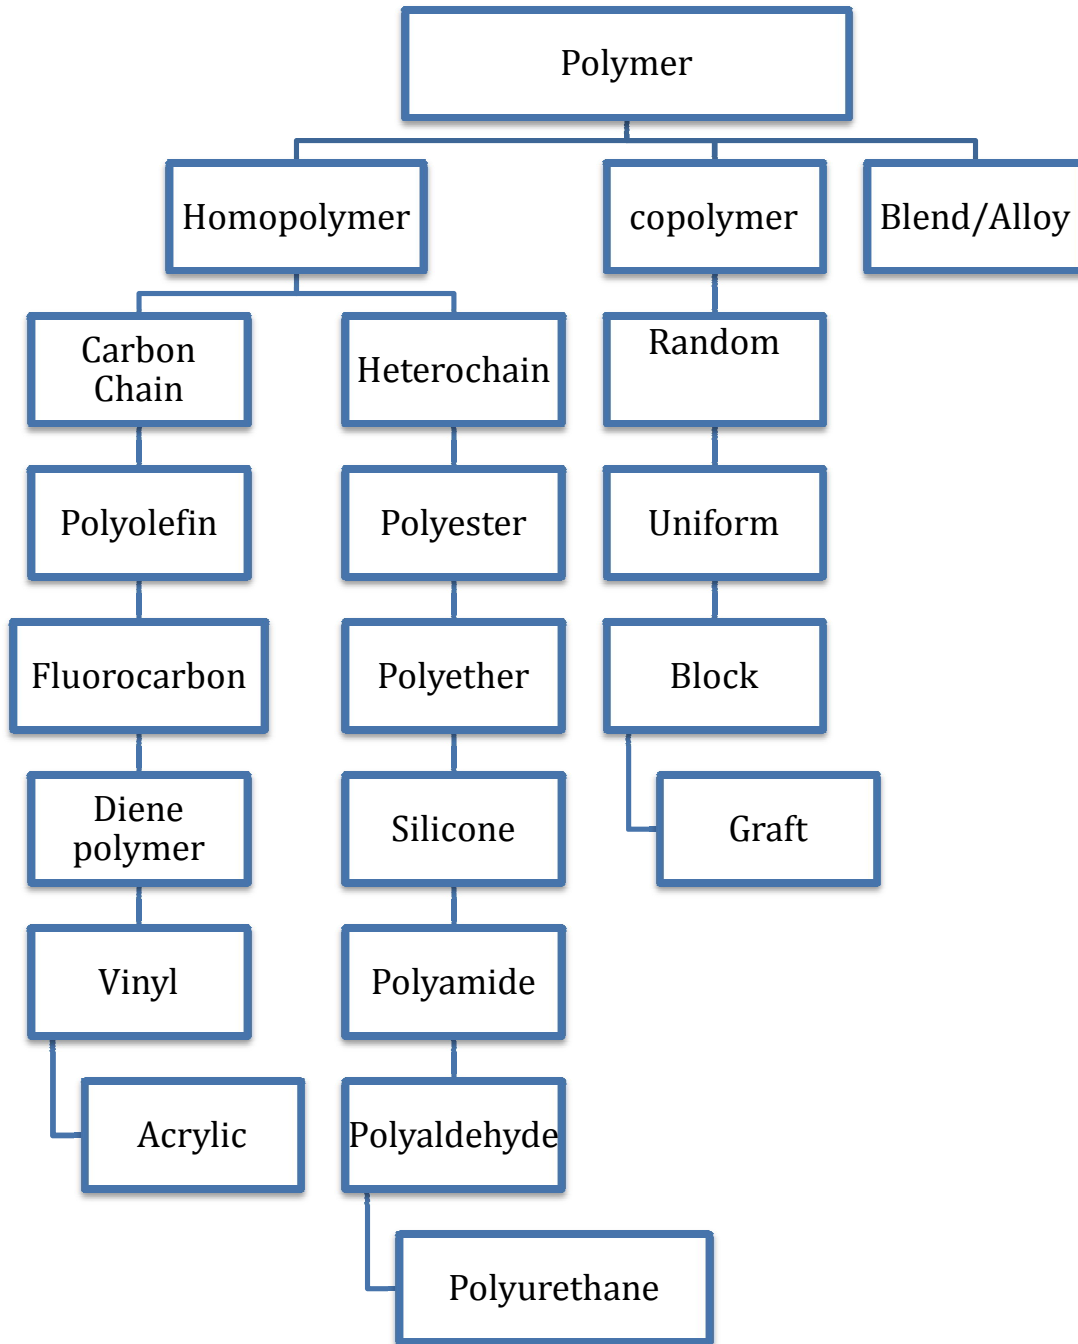 Polymer
Homopolymer
copolymer
Blend/Alloy
Carbon
Chain
Heterochain
Random
Polyolefin
Polyester
Uniform
Fluorocarbon
Polyether
Block
Diene
polymer
Silicone
Graft
Vinyl
Polyamide
Acrylic
Polyaldehyde
Polyurethane